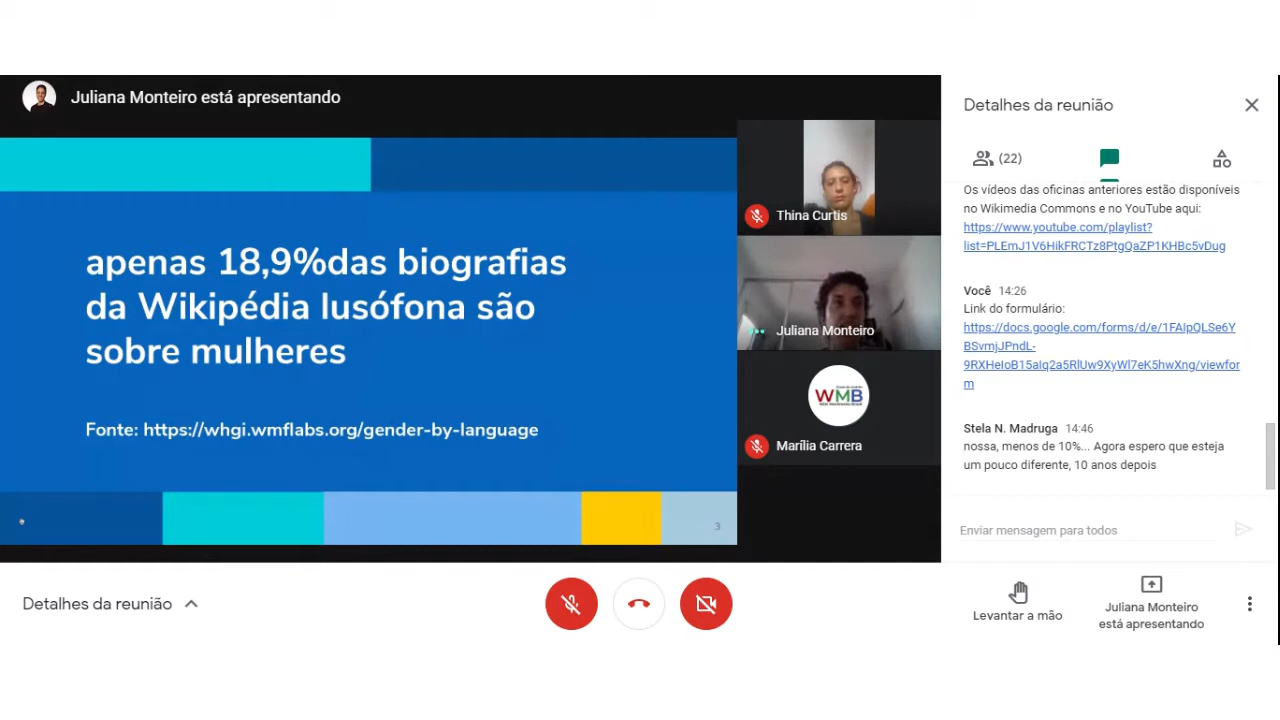 Juliana Monteiro está apresentando
apenas 18,9%das biografias
da Wikipédia lusófona são
sobre mulheres
Fonte: https://whgi.wmflabs.org/gender-by-language
3
Thina Curtis
Juliana Monteiro
WMB
Marília Carrera
Detalhes da reunião
(22)
Os vídeos das oficinas anteriores estão disponíveis
no Wikimedia Commons e no YouTube aqui:
https://www.youtube.com/playlist?
list=PLEmJ1V6HikFRCTz8PtgQaZP1KHBc5vDug
Você 14:26
Link do formulário:
https://docs.google.com/forms/d/e/1FAIpQLSe6Y
BSvmjJPndL-
9RXHeIoB15aIq2a5RlUw9XyWl7eK5hwXng/viewfor
m
Stela N. Madruga 14:46
nossa, menos de 10%... Agora espero que esteja
um pouco diferente, 10 anos depois
Enviar mensagem para todos
Detalhes da reunião
Levantar a mão
Juliana Monteiro
está apresentando